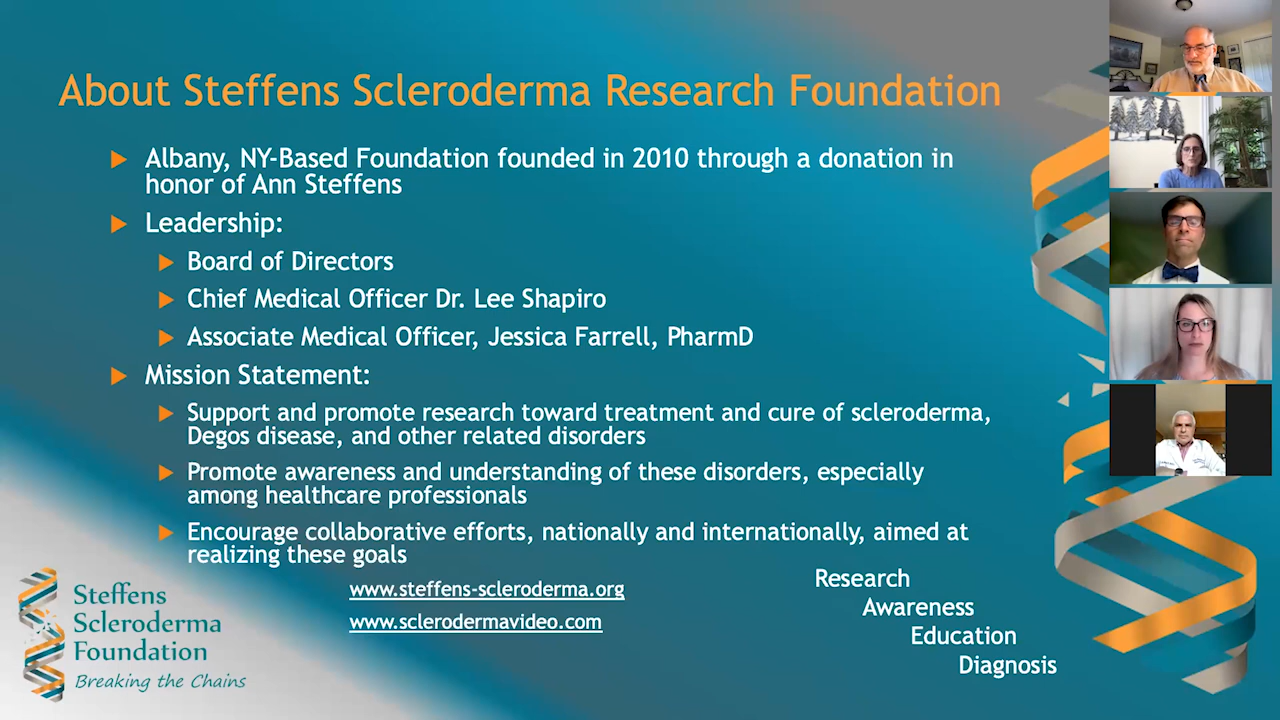 About Steffens Scleroderma Research Foundation
Albany, NY-Based Foundation founded in 2010 through a donation in
honor of Ann Steffens
Leadership:
Board of Directors
Chief Medical Officer Dr. Lee Shapiro
Associate Medical Officer, Jessica Farrell, PharmD
Mission Statement:
Support and promote research toward treatment and cure of scleroderma,
Degos disease, and other related disorders
Promote awareness and understanding of these disorders, especially
among healthcare professionals
Encourage collaborative efforts, nationally and internationally, aimed at
realizing these goals
www.steffens-scleroderma.org
www.sclerodermavideo.com
Research
Awareness
Education
Diagnosis
Steffens
Scleroderma
Foundation
Breaking the Chains